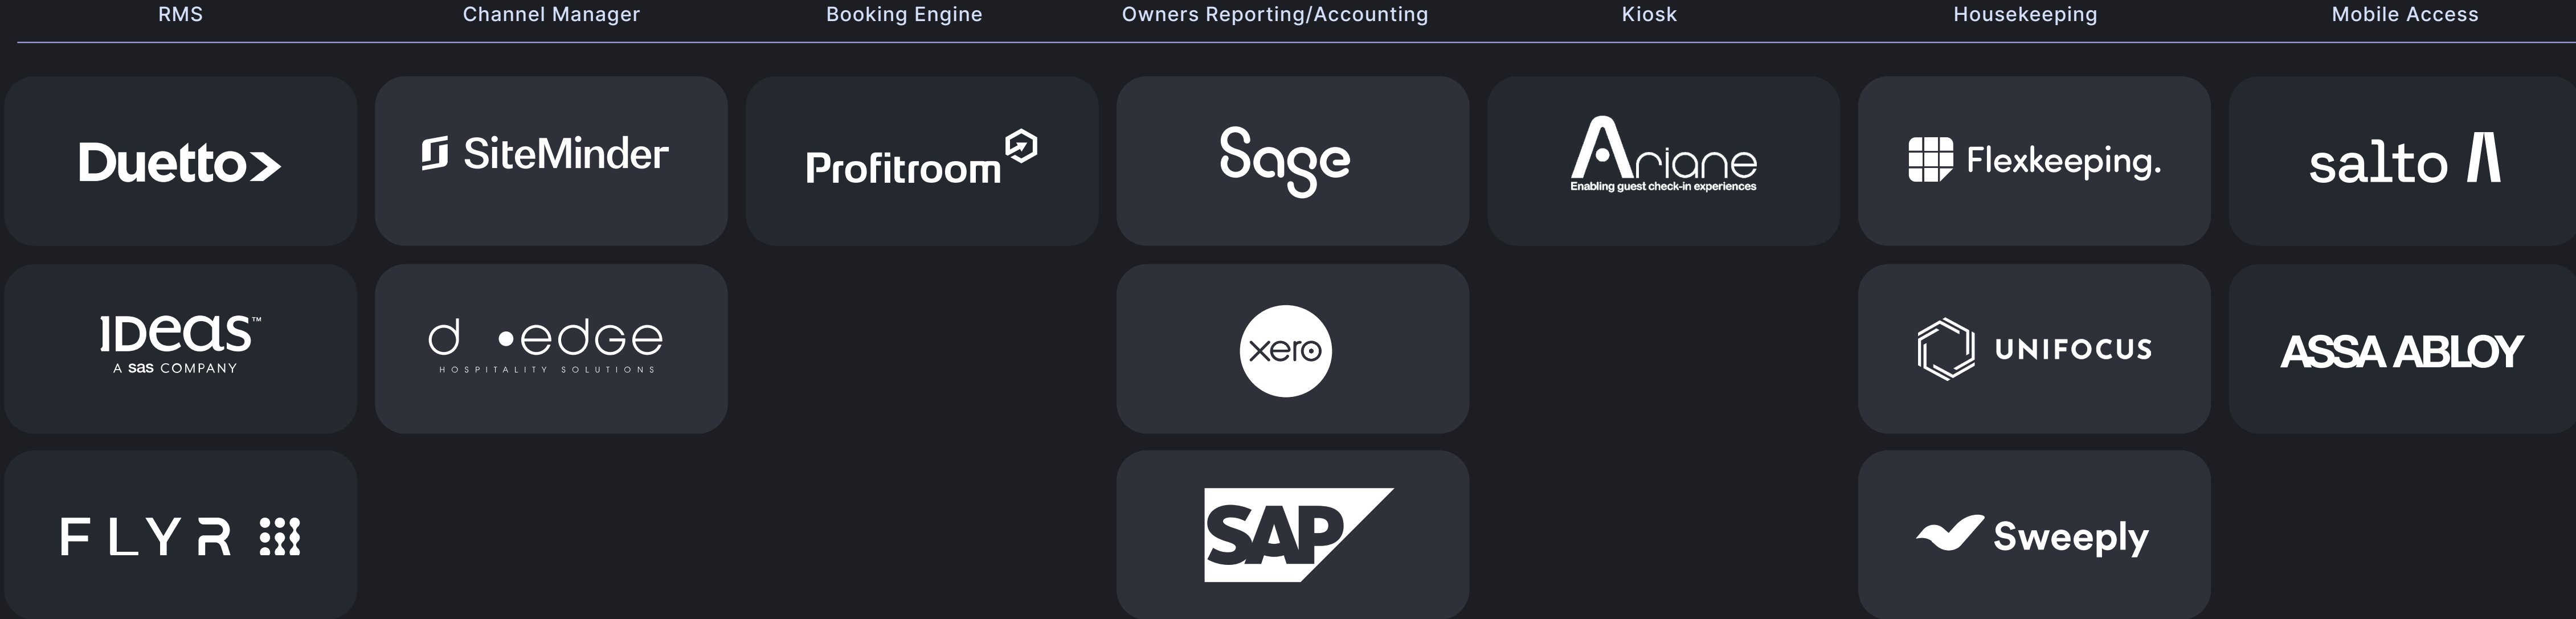 RMS
Channel Manager
Booking Engine
Owners Reporting/Accounting
Kiosk
Housekeeping
Mobile Access
Duetto
SiteMinder
Profitroom
Sage
Ariane
Enabling guest check-in experiences
Flexkeeping.
salto
IDeaS™
A sas COMPANY
d •edge
HOSPITALITY SOLUTIONS
xero
UNIFOCUS
ASSA ABLOY
FLYR
SAP
Sweeply